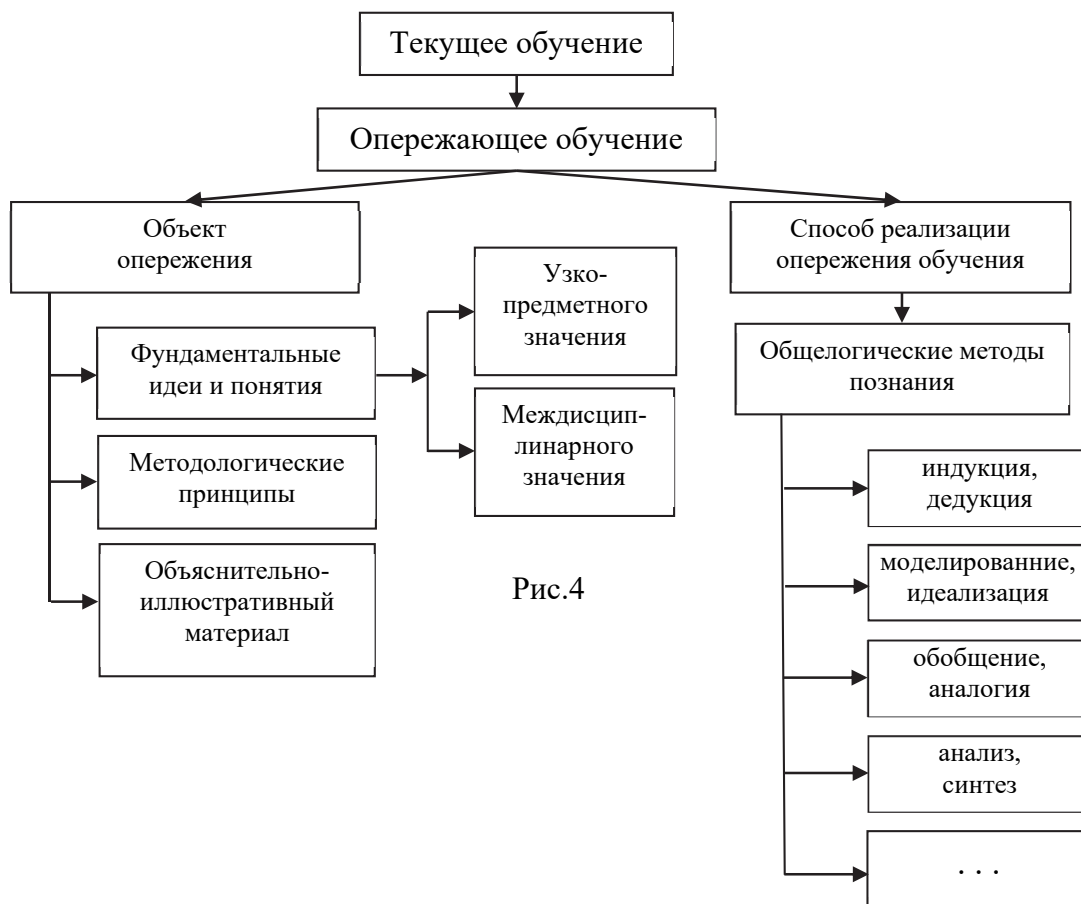 Текущее обучение
Опережающее обучение
Объект
опережения
Фундаментальные
идеи и понятия
Узко-
предметного
значения
Междисцип-
линарного
значения
Методологические
принципы
Объяснительно-
иллюстративный
материал
Способ реализации
опережения обучения
Общелогические методы
познания
индукция,
дедукция
моделированние,
идеализация
обобщение,
аналогия
анализ,
синтез
. . .
Рис.4